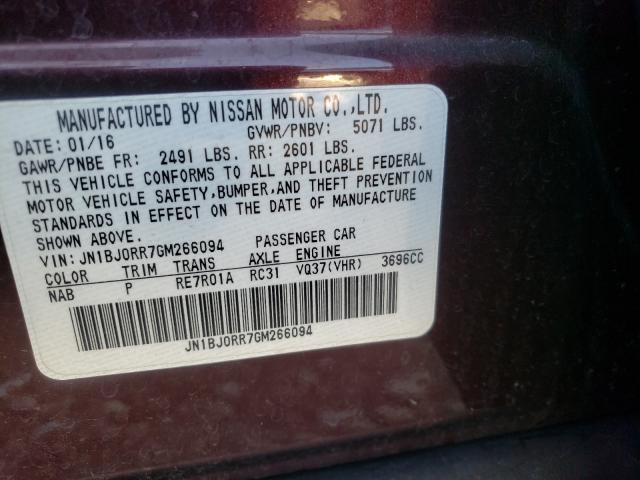 MANUFACTURED BY NISSAN MOTOR CO.,LTD.
DATE: 01/16 GVWR/PNBV: 5071 LBS.
GAWR/PNBE FR: 2491 LBS. RR: 2601 LBS.
THIS VEHICLE CONFORMS TO ALL APPLICABLE FEDERAL
MOTOR VEHICLE SAFETY,BUMPER,AND THEFT PREVENTION
STANDARDS IN EFFECT ON THE DATE OF MANUFACTURE
SHOWN ABOVE.
VIN: JN1BJ0RR7GM266094 PASSENGER CAR
COLOR TRIM TRANS AXLE ENGINE
NAB P RE7R01A RC31 VQ37(VHR) 3696CC
JN1BJ0RR7GM266094